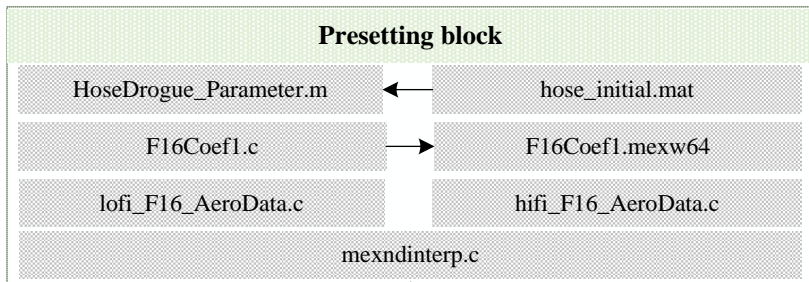 Presetting block
HoseDrogue_Parameter.m hose_initial.mat
F16Coef1.c F16Coef1.mexw64
lofi_F16_AeroData.c hifi_F16_AeroData.c
mexndinterp.c